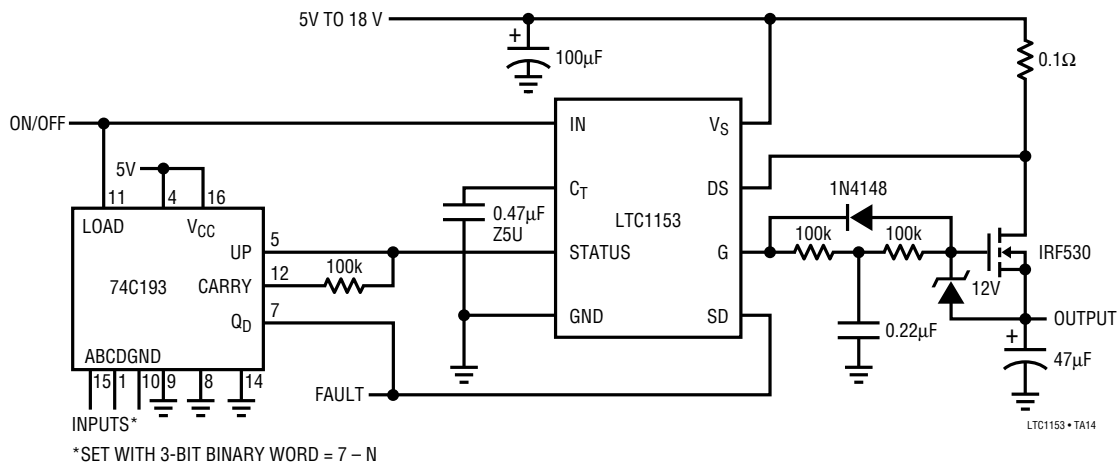 5V TO 18 V
+
100µF
0.1Ω
ON/OFF
IN
VS
5V
11
4
16
CT
DS
1N4148
LOAD
VCC
0.47µF
Z5U
LTC1153
UP
5
STATUS
G
100k
100k
IRF530
74C193
CARRY
12
100k
12V
QD
7
GND
SD
OUTPUT
0.22µF
+
47µF
ABCDGND
15
1
10
9
8
14
FAULT
INPUTS*
LTC1153 • TA14
*SET WITH 3-BIT BINARY WORD = 7 – N